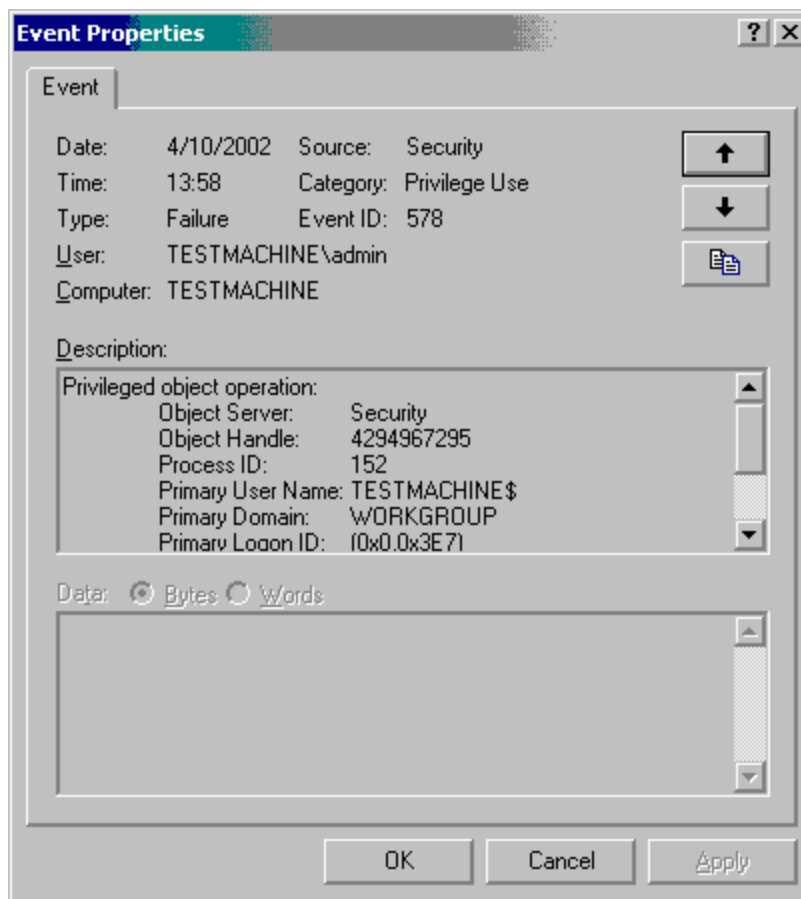 Event Properties
Event
Date: 4/10/2002 Source: Security
Time: 13:58 Category: Privilege Use
Type: Failure Event ID: 578
User: TESTMACHINE\admin
Computer: TESTMACHINE
Description:
Privileged object operation:
Object Server: Security
Object Handle: 4294967295
Process ID: 152
Primary User Name: TESTMACHINE$
Primary Domain: WORKGROUP
Primary Logon ID: (0x0,0x3E7)
Data: Bytes Words
OK Cancel Apply